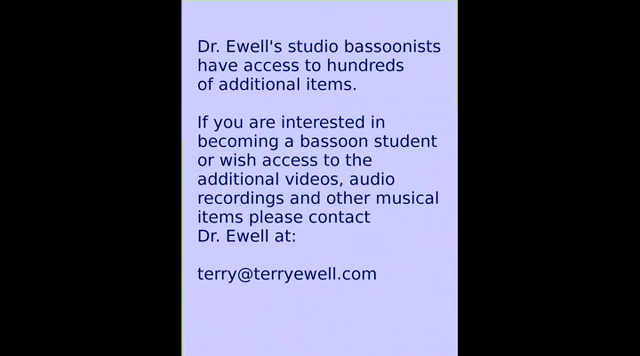 Dr. Ewell's studio bassoonists
have access to hundreds
of additional items.
If you are interested in
becoming a bassoon student
or wish access to the
additional videos, audio
recordings and other musical
items please contact
Dr. Ewell at:
terry@terryewell.com